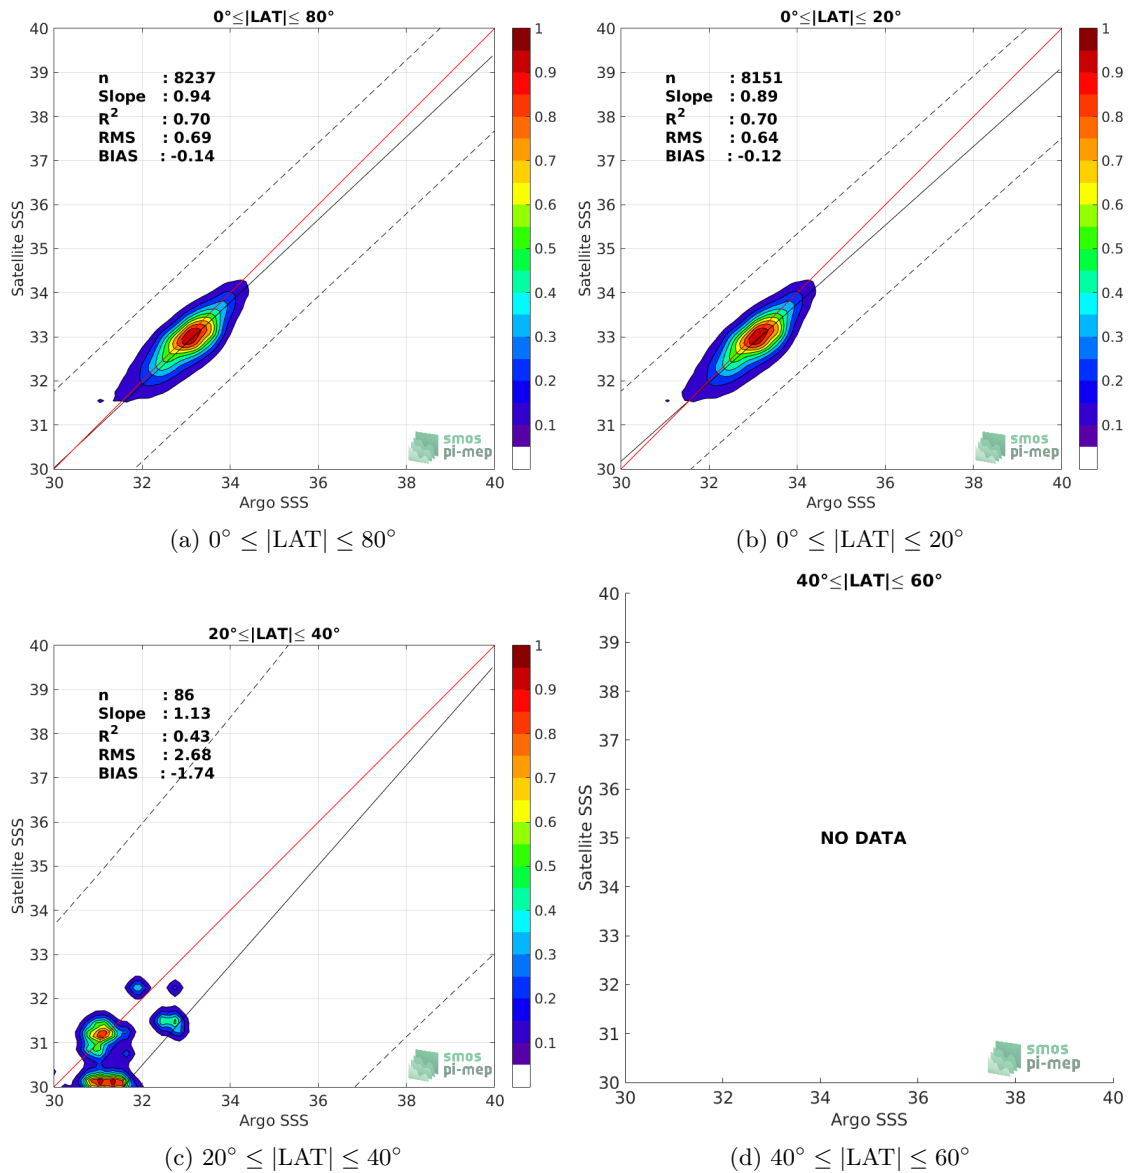 0°≤|LAT|≤ 80°
40
39
38
37
36
35
34
33
32
31
30
30
32
34
36
38
40
Satellite SSS
Argo SSS
n : 8237
Slope : 0.94
R2 : 0.70
RMS : 0.69
BIAS : -0.14
smos
pi-mep
1
0.9
0.8
0.7
0.6
0.5
0.4
0.3
0.2
0.1
(a) 0° ≤ |LAT| ≤ 80°
0°≤|LAT|≤ 20°
40
39
38
37
36
35
34
33
32
31
30
30
32
34
36
38
40
Satellite SSS
Argo SSS
n : 8151
Slope : 0.89
R2 : 0.70
RMS : 0.64
BIAS : -0.12
smos
pi-mep
1
0.9
0.8
0.7
0.6
0.5
0.4
0.3
0.2
0.1
(b) 0° ≤ |LAT| ≤ 20°
20°≤|LAT|≤ 40°
40
39
38
37
36
35
34
33
32
31
30
30
32
34
36
38
40
Satellite SSS
Argo SSS
n : 86
Slope : 1.13
R2 : 0.43
RMS : 2.68
BIAS : -1.74
smos
pi-mep
1
0.9
0.8
0.7
0.6
0.5
0.4
0.3
0.2
0.1
(c) 20° ≤ |LAT| ≤ 40°
40°≤|LAT|≤ 60°
40
39
38
37
36
35
34
33
32
31
30
30
32
34
36
38
40
Satellite SSS
Argo SSS
NO DATA
smos
pi-mep
(d) 40° ≤ |LAT| ≤ 60°